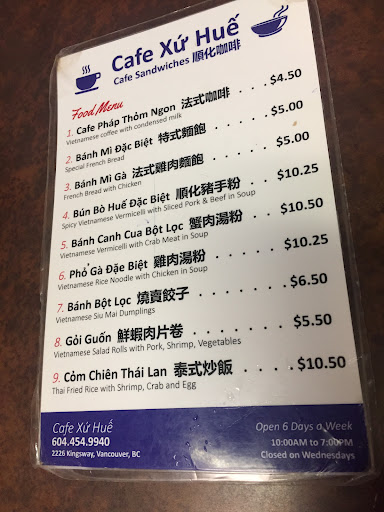 Cafe Xứ Huế
Cafe Sandwiches 順化咖啡
Food Menu
1. Cafe Pháp Thỏm Ngon 法式咖啡 . . . $4.50
Vietnamese coffee with condensed milk
2. Bánh Mì Đặc Biệt 特式麵飽 . . . . . . $5.00
Special French Bread
3. Bánh Mì Gà 法式雞肉麵飽 . . . . . $5.00
French Bread with Chicken
4. Bún Bò Huế Đặc Biệt 順化豬手粉 . . . $10.25
Spicy Vietnamese Vermicelli with Sliced Pork & Beef in Soup
5. Bánh Canh Cua Bột Lọc 蟹肉湯粉 . . . $10.50
Vietnamese Vermicelli with Crab Meat in Soup
6. Phở Gà Đặe Biệt 雞肉湯粉 . . . . . . $10.25
Vietnamese Rice Noodle with Chicken in Soup
7. Bánh Bột Lọc 燒賣餃子 . . . . . . . . $6.50
Vietnamese Siu Mai Dumplings
8. Gỏi Guốn 鮮蝦肉片卷 . . . . . . . $5.50
Vietnamese Salad Rolls with Pork, Shrimp, Vegetables
9. Cỏm Chiên Thái Lan 泰式炒飯 . . . . $10.50
Thai Fried Rice with Shrimp, Crab and Egg
Cafe Xứ Huế Open 6 Days a Week
604.454.9940 10:00AM to 7:00PM
2226 Kingsway, Vancouver, BC Closed on Wednesdays